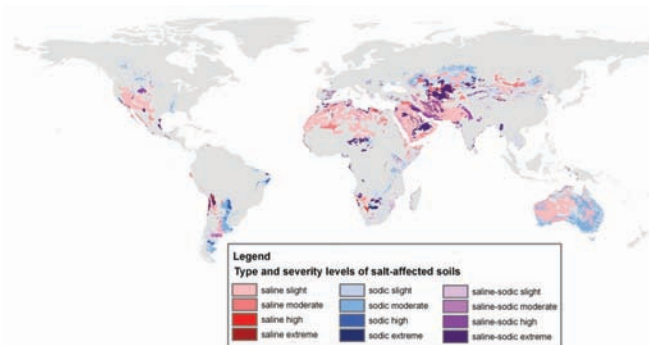 Legend
Type and severity levels of salt-affected soils
saline slight
saline moderate
saline high
saline extreme
sodic slight
sodic moderate
sodic high
sodic extreme
saline-sodic slight
saline-sodic moderate
saline-sodic high
saline-sodic extreme